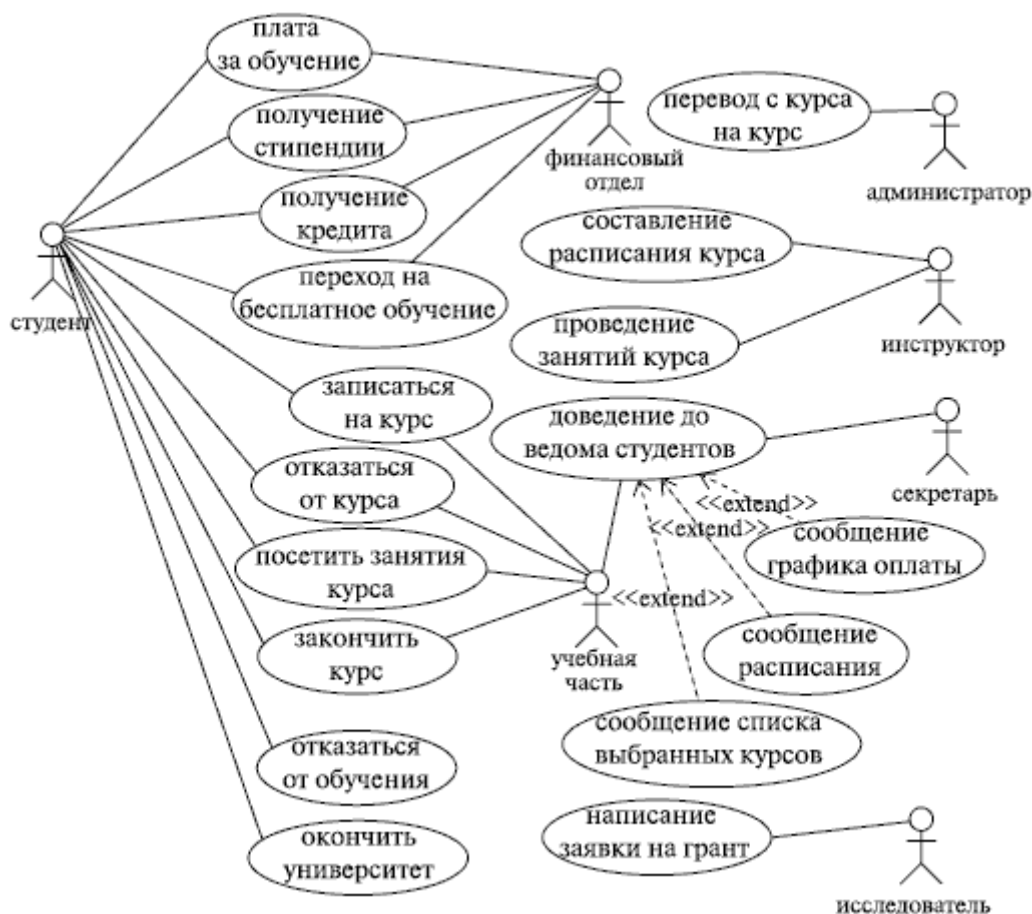 плата
за обучение
получение
стипендии
получение
кредита
переход на
бесплатное обучение
студент
финансовый
отдел
перевод с курса
на курс
администратор
составление
расписания курса
проведение
занятий курса
инструктор
записаться
на курс
отказаться
от курса
посетить занятия
курса
закончить
курс
отказаться
от обучения
окончить
университет
доведение до
ведома студентов
секретарь
<<extend>>
<<extend>>
<<extend>>
сообщение
графика оплаты
сообщение
расписания
учебная
часть
сообщение списка
выбранных курсов
написание
заявки на грант
исследователь